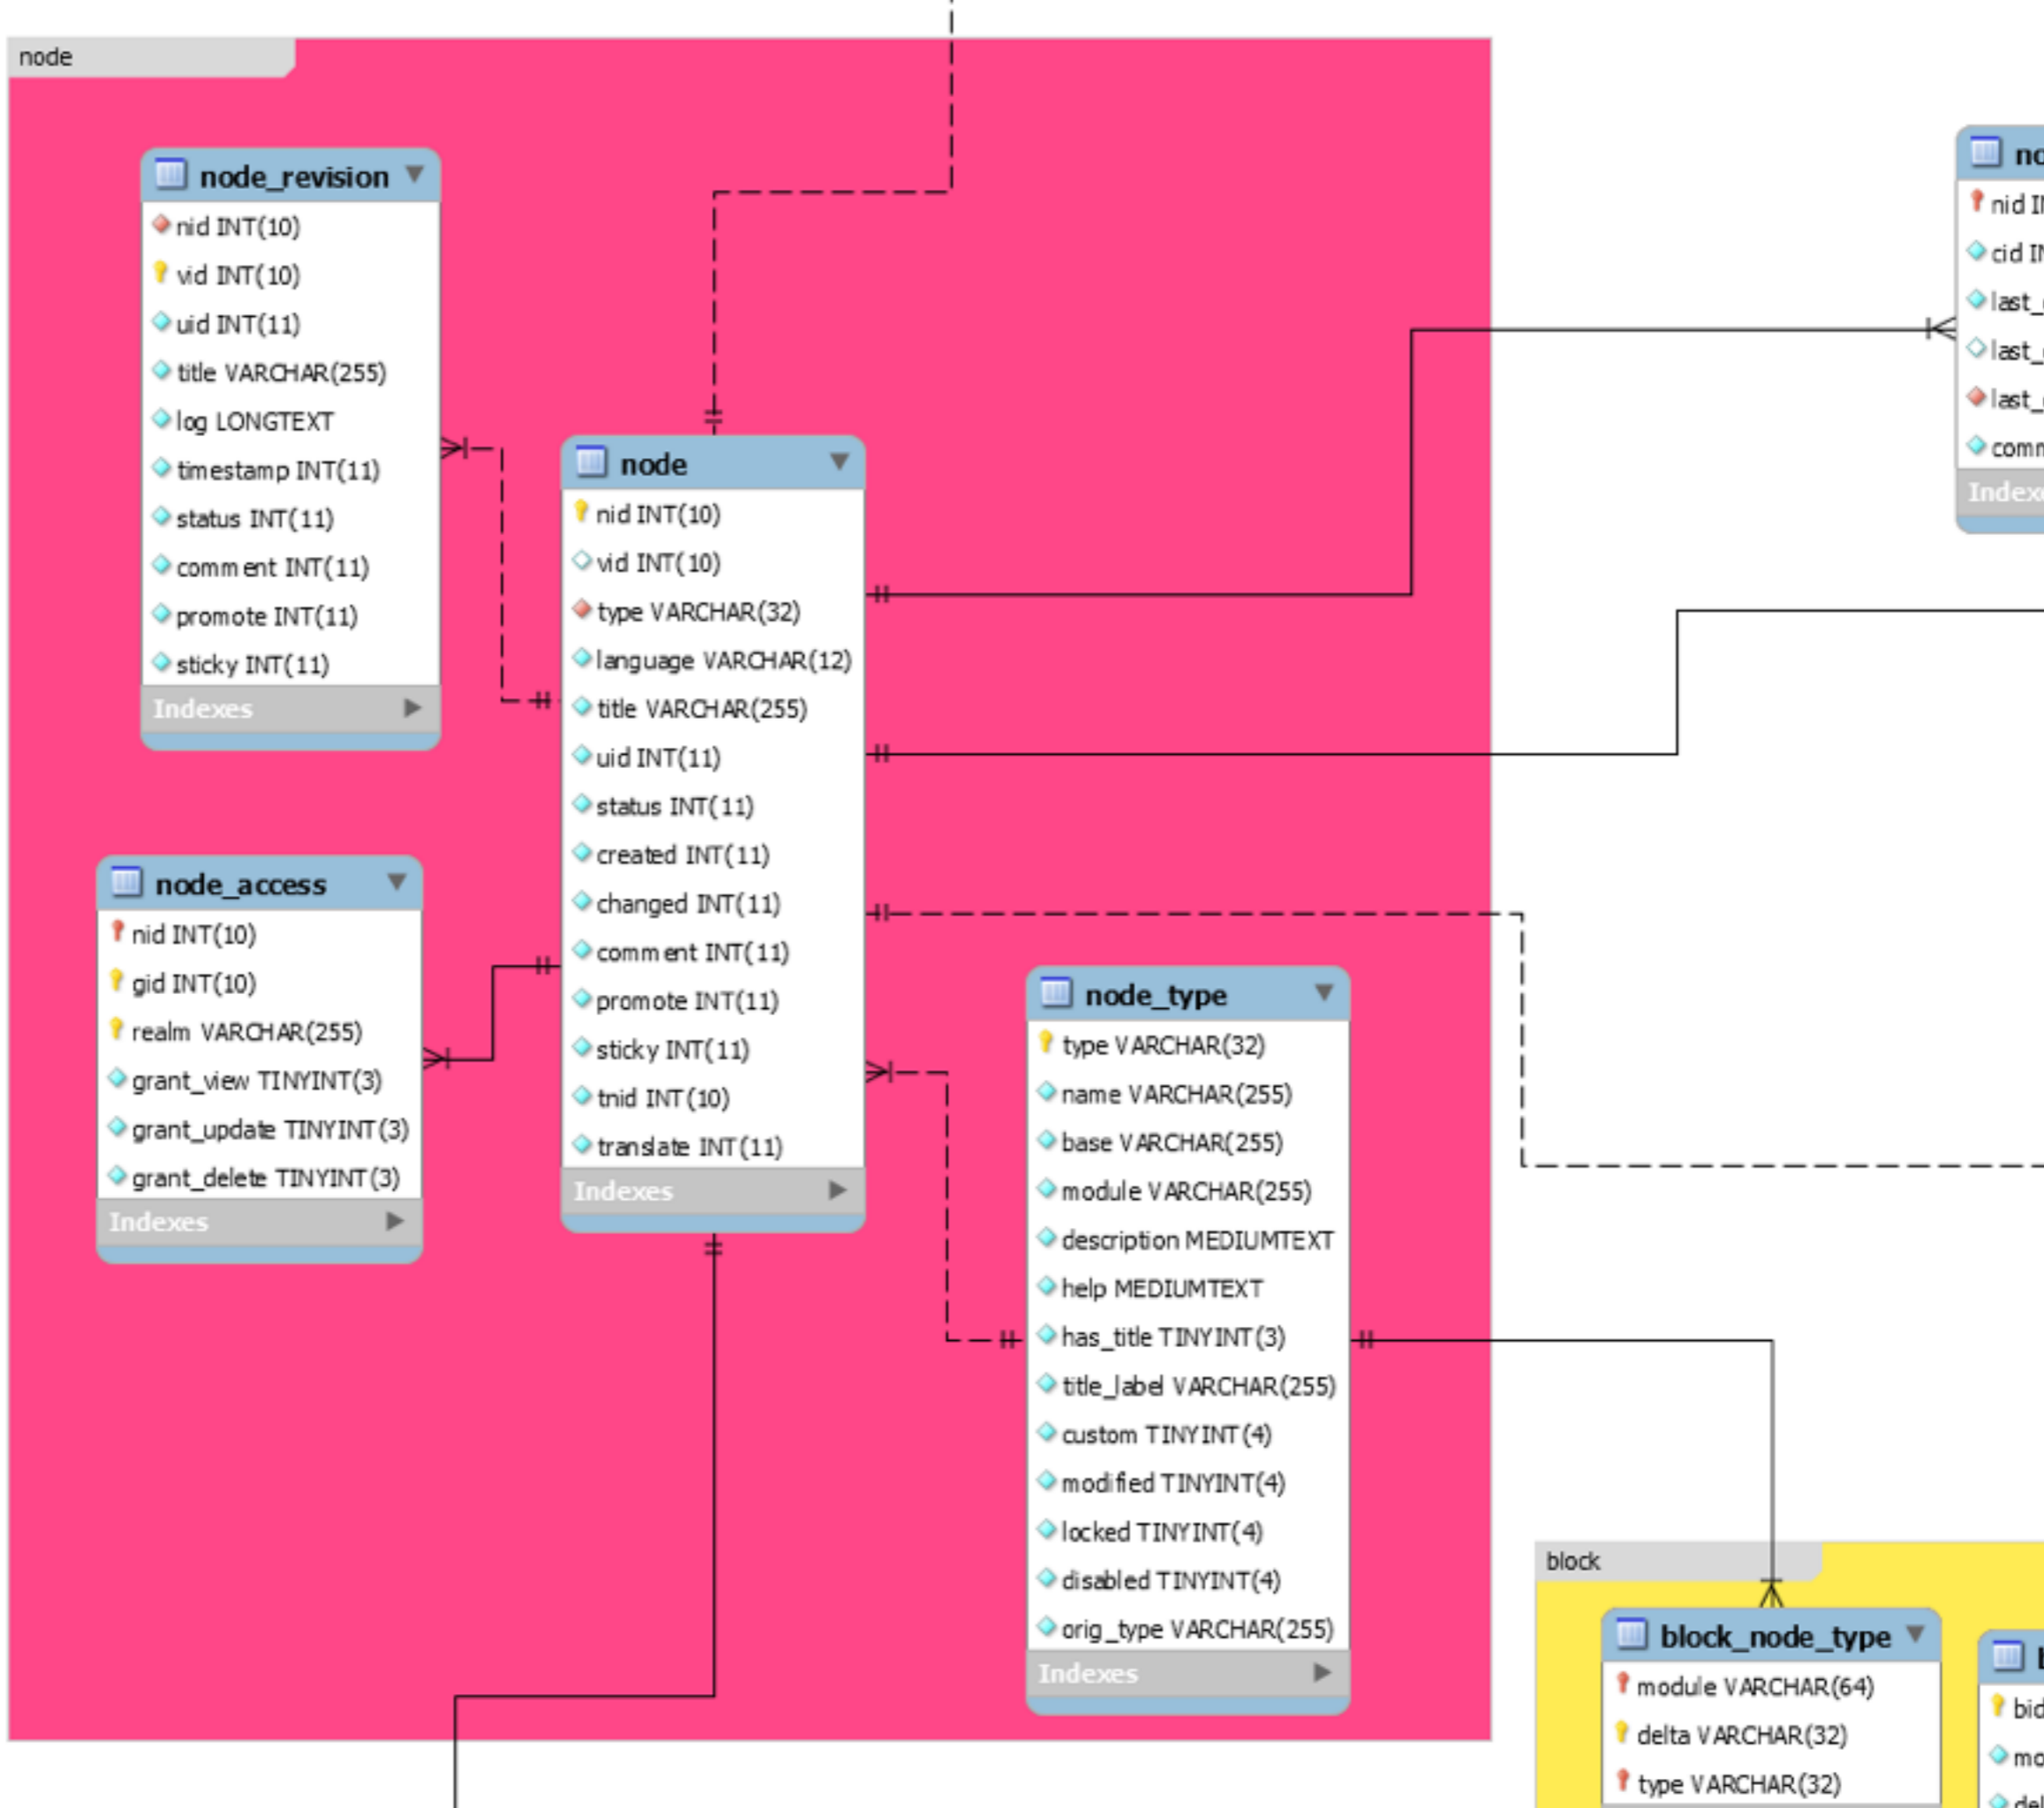 node
node_revision
nid INT(10)
vid INT(10)
uid INT(11)
title VARCHAR(255)
log LONGTEXT
timestamp INT(11)
status INT(11)
comment INT(11)
promote INT(11)
sticky INT(11)
Indexes
node
nid INT(10)
vid INT(10)
type VARCHAR(32)
language VARCHAR(12)
title VARCHAR(255)
uid INT(11)
status INT(11)
created INT(11)
changed INT(11)
comment INT(11)
promote INT(11)
sticky INT(11)
tnid INT(10)
translate INT(11)
Indexes
node_access
nid INT(10)
gid INT(10)
realm VARCHAR(255)
grant_view TINYINT(3)
grant_update TINYINT(3)
grant_delete TINYINT(3)
Indexes
node_type
type VARCHAR(32)
name VARCHAR(255)
base VARCHAR(255)
module VARCHAR(255)
description MEDIUMTEXT
help MEDIUMTEXT
has_title TINYINT(3)
title_label VARCHAR(255)
custom TINYINT(4)
modified TINYINT(4)
locked TINYINT(4)
disabled TINYINT(4)
orig_type VARCHAR(255)
Indexes
nid
cid
last_
last_
last_
block
block_node_type
module VARCHAR(64)
delta VARCHAR(32)
type VARCHAR(32)
bid